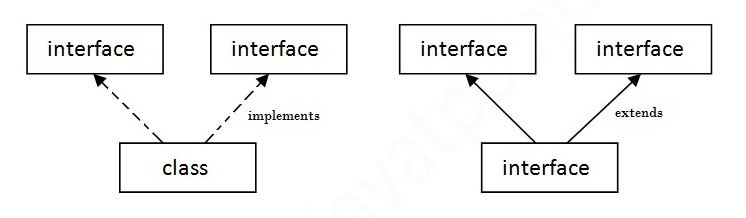 interface
interface
interface
interface
implements
extends
class
interface